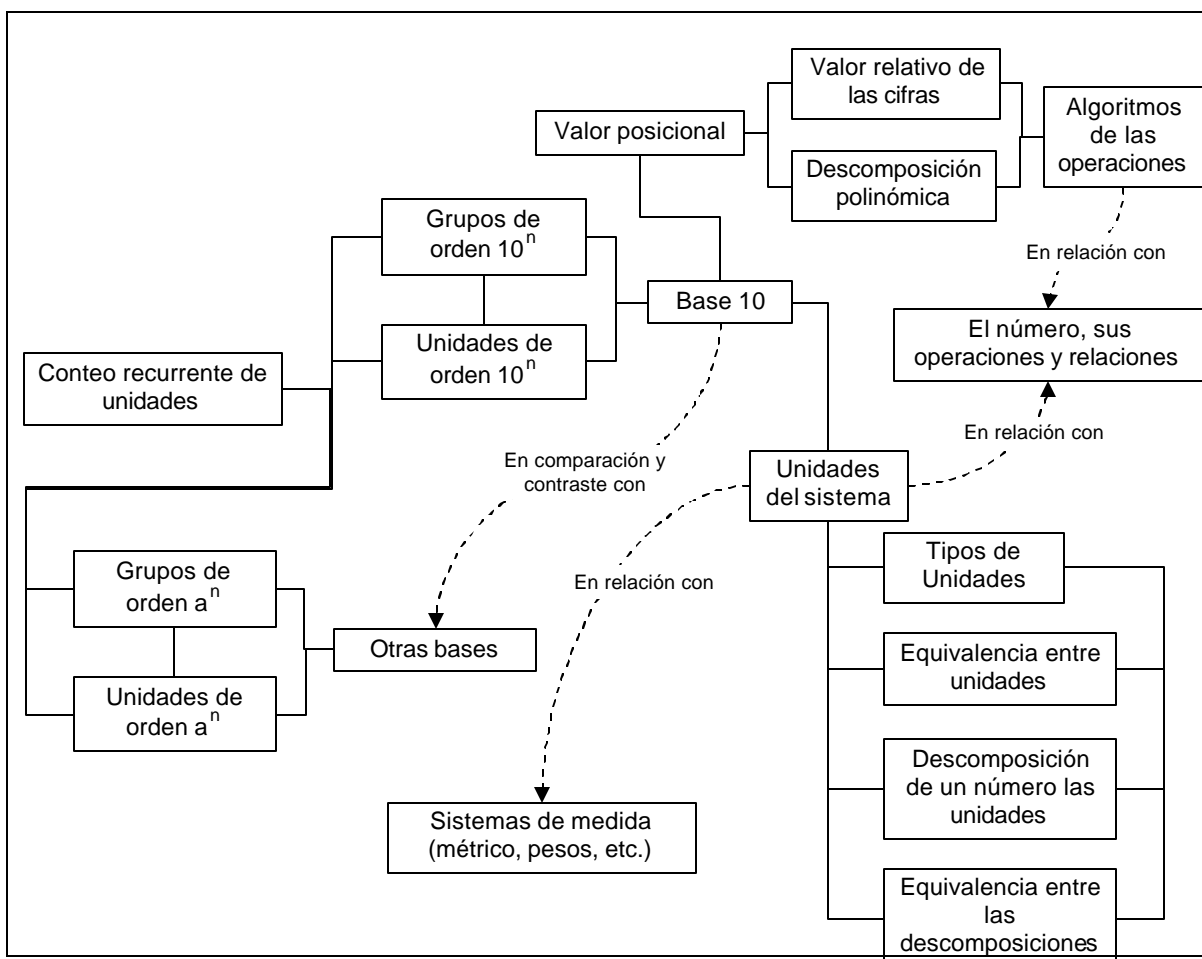 Valor relativo de
las cifras
Algoritmos
de las
operaciones
Valor posicional
Descomposición
polinómica
Grupos de
orden 10^n
En relación con
Base 10
El número, sus
operaciones y relaciones
Unidades de
orden 10^n
Conteo recurrente de
unidades
En relación con
En comparación y
contraste con
Unidades
del sistema
Tipos de
Unidades
Grupos de
orden a^n
En relación con
Otras bases
Equivalencia entre
unidades
Unidades de
orden a^n
Descomposición
de un número las
unidades
Sistemas de medida
(métrico, pesos, etc.)
Equivalencia entre
las
descomposiciones